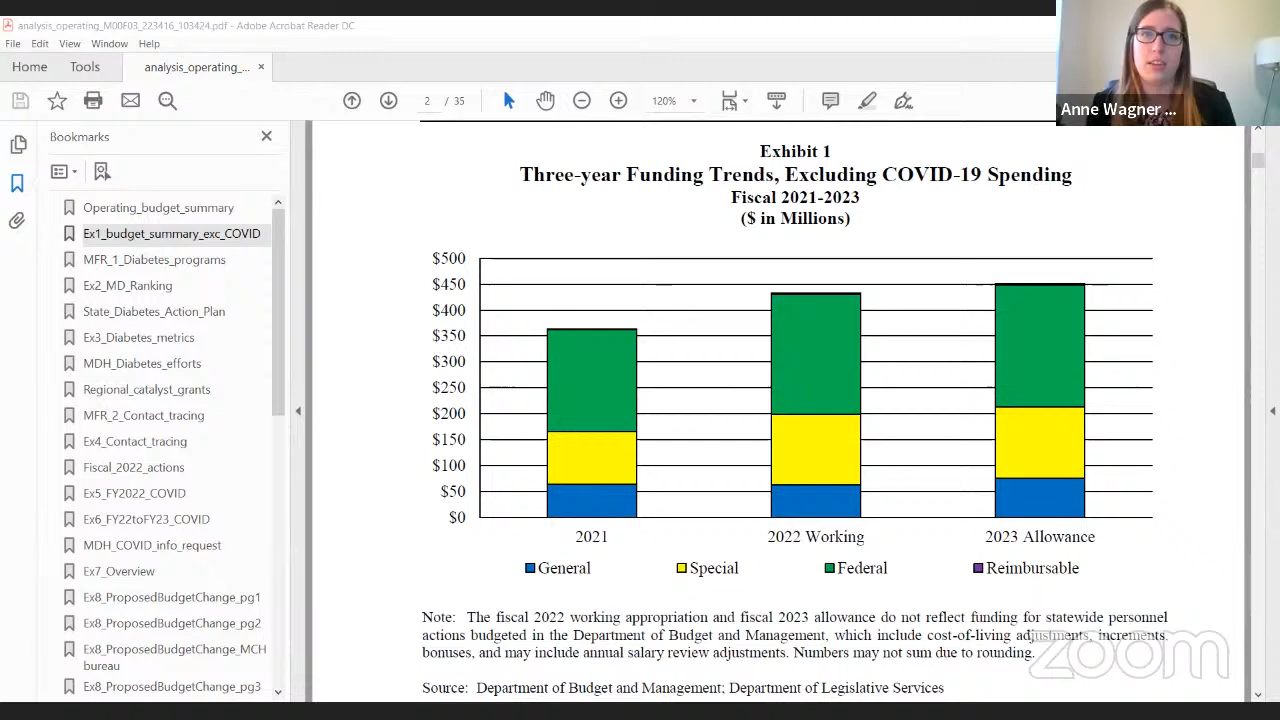 analysis_operating_M00F03_223416_103424.pdf - Adobe Acrobat Reader DC
File Edit View Window Help
Home Tools analysis_operating_... ×
2 / 35 120%
Anne Wagner ...
Bookmarks
Operating_budget_summary
Ex1_budget_summary_exc_COVID
MFR_1_Diabetes_programs
Ex2_MD_Ranking
State_Diabetes_Action_Plan
Ex3_Diabetes_metrics
MDH_Diabetes_efforts
Regional_catalyst_grants
MFR_2_Contact_tracing
Ex4_Contact_tracing
Fiscal_2022_actions
Ex5_FY2022_COVID
Ex6_FY22toFY23_COVID
MDH_COVID_info_request
Ex7_Overview
Ex8_ProposedBudgetChange_pg1
Ex8_ProposedBudgetChange_pg2
Ex8_ProposedBudgetChange_MCH
bureau
Ex8_ProposedBudgetChange_pg3
Exhibit 1
Three-year Funding Trends, Excluding COVID-19 Spending
Fiscal 2021-2023
($ in Millions)
$500
$450
$400
$350
$300
$250
$200
$150
$100
$50
$0
2021 2022 Working 2023 Allowance
General Special Federal Reimbursable
Note: The fiscal 2022 working appropriation and fiscal 2023 allowance do not reflect funding for statewide personnel
actions budgeted in the Department of Budget and Management, which include cost-of-living adjustments, increments,
bonuses, and may include annual salary review adjustments. Numbers may not sum due to rounding.
Source: Department of Budget and Management; Department of Legislative Services
zoom